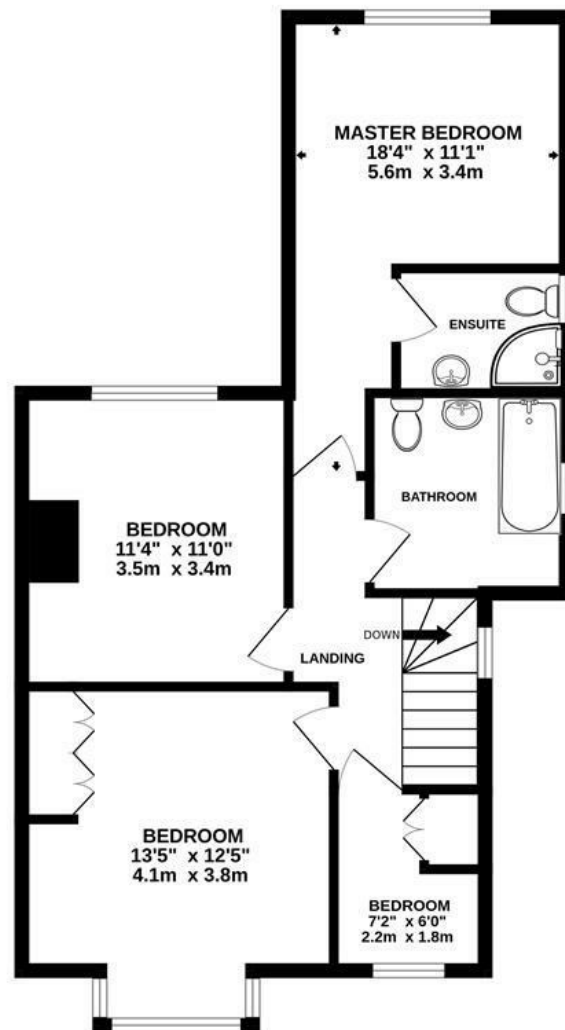 MASTER BEDROOM
18'4" x 11'1"
5.6m x 3.4m
ENSUITE
BATHROOM
BEDROOM
11'4" x 11'0"
3.5m x 3.4m
DOWN
LANDING
BEDROOM
13'5" x 12'5"
4.1m x 3.8m
BEDROOM
7'2" x 6'0"
2.2m x 1.8m